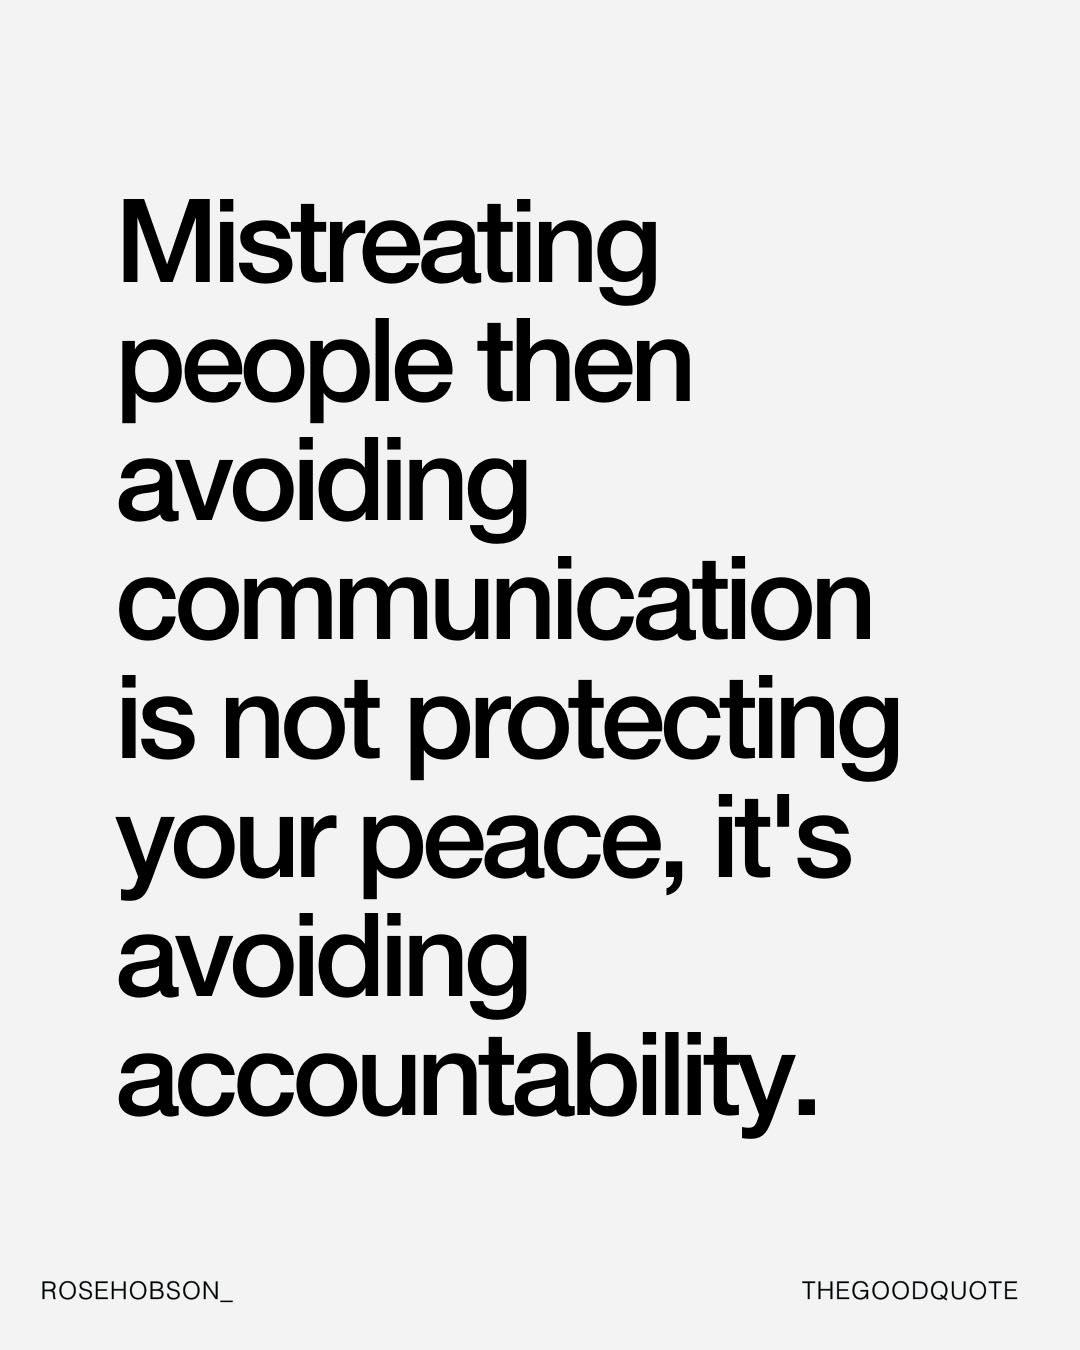 Mistreating
people then
avoiding
communication
is not protecting
your peace, it's
avoiding
accountability.
ROSEHOBSON_
THEGOODQUOTE